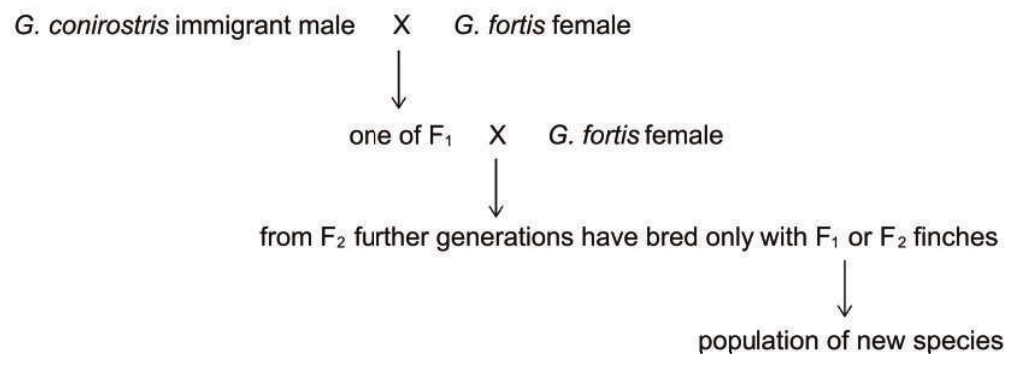 G. conirostris immigrant male X G. fortis female
one of F₁ X G. fortis female
from F₂ further generations have bred only with F₁ or F₂ finches
population of new species